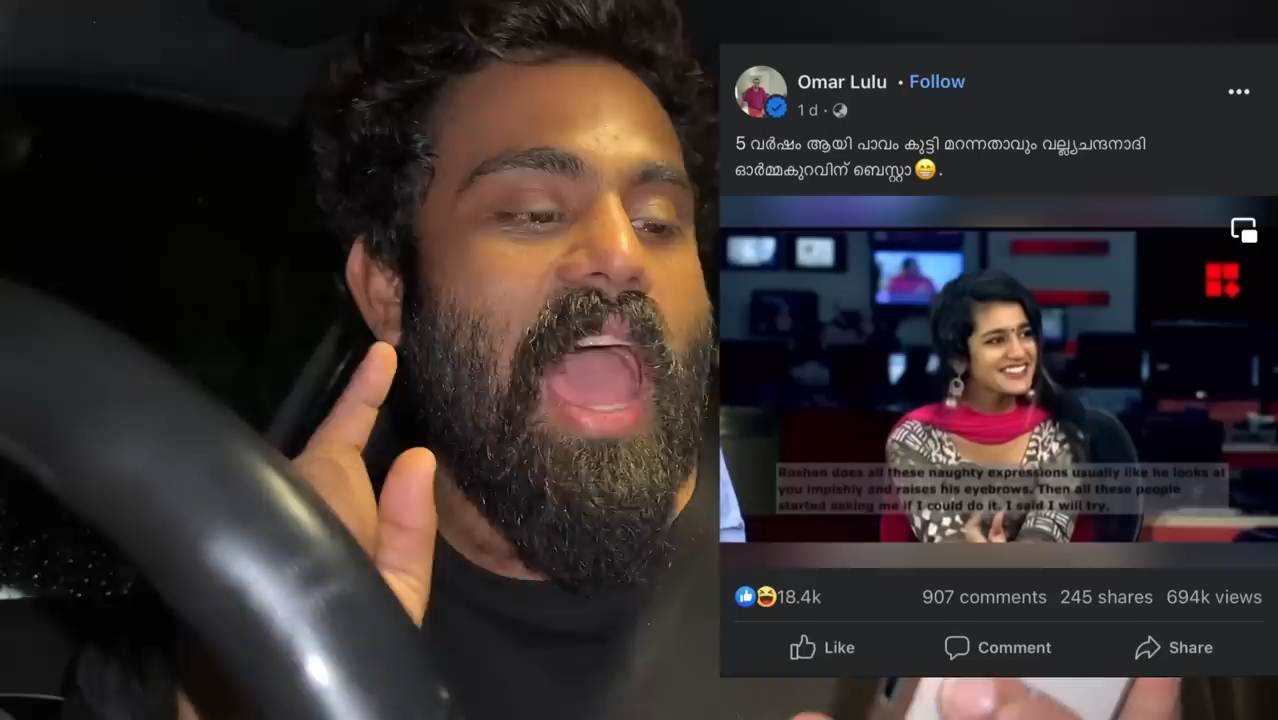 Omar Lulu · Follow
1 d ·
5 വർഷം ആയി പാവം കുട്ടി മറന്നതാവും വല്ല്യചന്ദനാദി
ഓർമ്മകുറവിന് ബെസ്റ്റാ😁.
Roshan does all these naughty expressions usually like he looks at
you impishly and raises his eyebrows. Then all these people
started asking me if I could do it. I said I will try.
18.4k 907 comments 245 shares 694k views
Like Comment Share